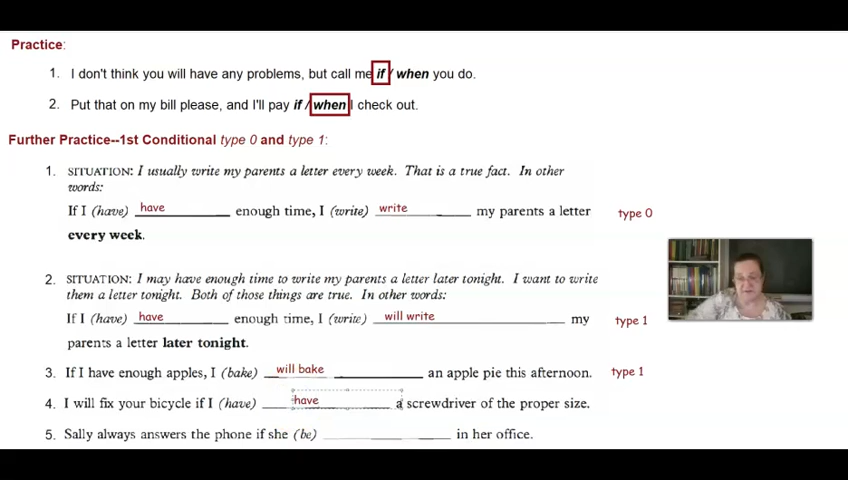 Practice:
1. I don't think you will have any problems, but call me if / when you do.
2. Put that on my bill please, and I'll pay if / when I check out.
Further Practice--1st Conditional type 0 and type 1:
1. SITUATION: I usually write my parents a letter every week. That is a true fact. In other
words:
If I (have) have enough time, I (write) write my parents a letter type 0
every week.
2. SITUATION: I may have enough time to write my parents a letter later tonight. I want to write
them a letter tonight. Both of those things are true. In other words:
If I (have) have enough time, I (write) will write my type 1
parents a letter later tonight.
3. If I have enough apples, I (bake) will bake an apple pie this afternoon. type 1
4. I will fix your bicycle if I (have) have a screwdriver of the proper size.
5. Sally always answers the phone if she (be) ____________ in her office.